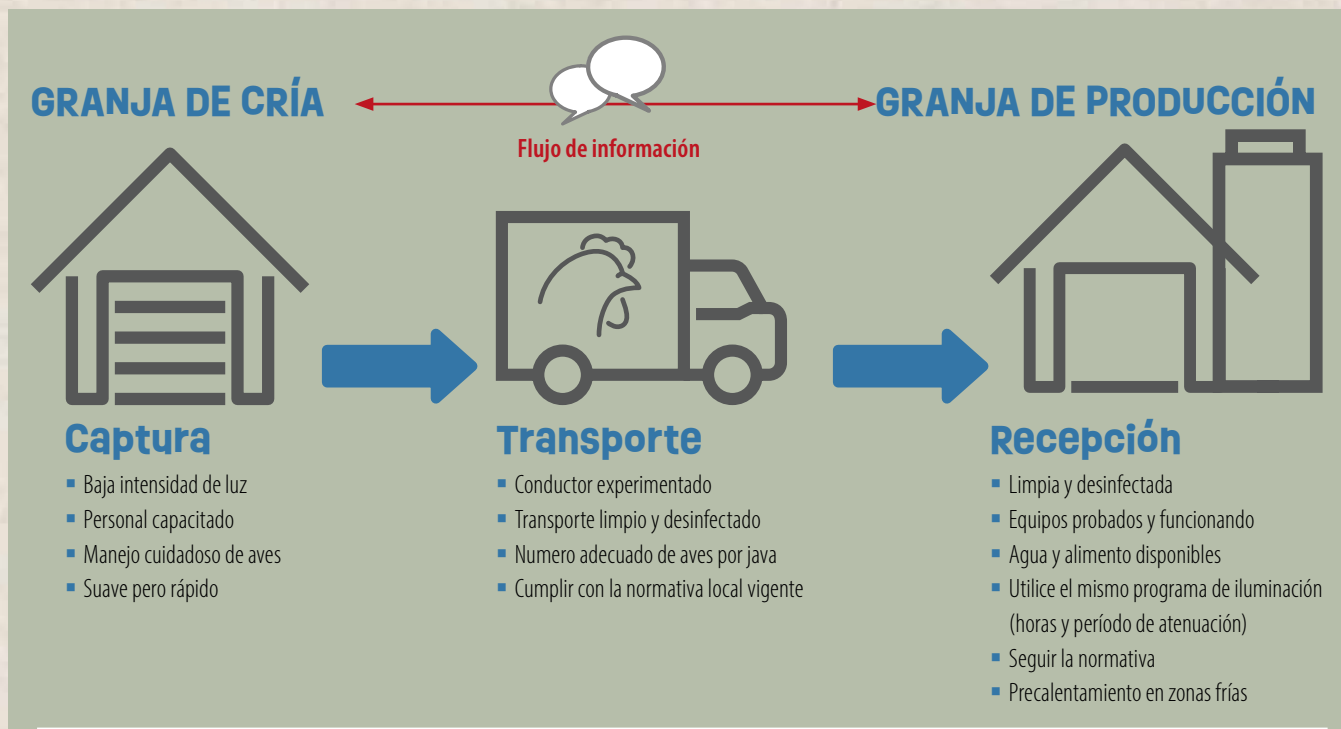 GRANJA DE CRÍA
Flujo de información
GRANJA DE PRODUCCIÓN
Captura
▪ Baja intensidad de luz
▪ Personal capacitado
▪ Manejo cuidadoso de aves
▪ Suave pero rápido
Transporte
▪ Conductor experimentado
▪ Transporte limpio y desinfectado
▪ Numero adecuado de aves por java
▪ Cumplir con la normativa local vigente
Recepción
▪ Limpia y desinfectada
▪ Equipos probados y funcionando
▪ Agua y alimento disponibles
▪ Utilice el mismo programa de iluminación
(horas y período de atenuación)
▪ Seguir la normativa
▪ Precalentamiento en zonas frías